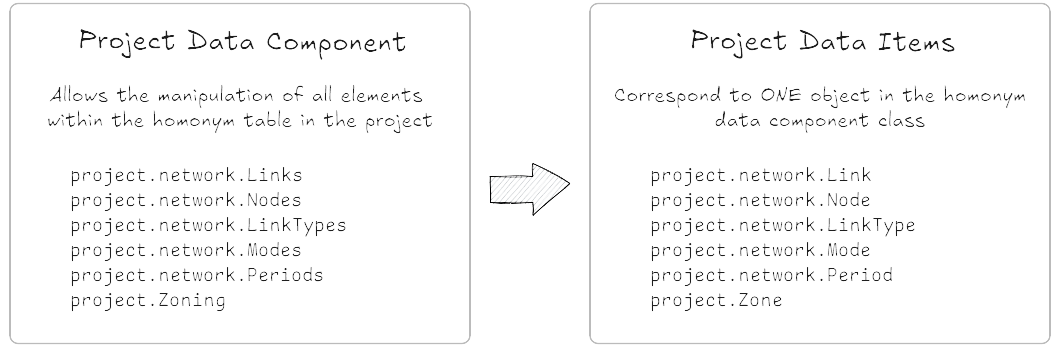 Project Data Component
Allows the manipulation of all elements
within the homonym table in the project
project.network.Links
project.network.Nodes
project.network.LinkTypes
project.network.Modes
project.network.Periods
project.Zoning
Project Data Items
Correspond to ONE object in the homonym
data component class
project.network.Link
project.network.Node
project.network.LinkType
project.network.Mode
project.network.Period
project.Zone